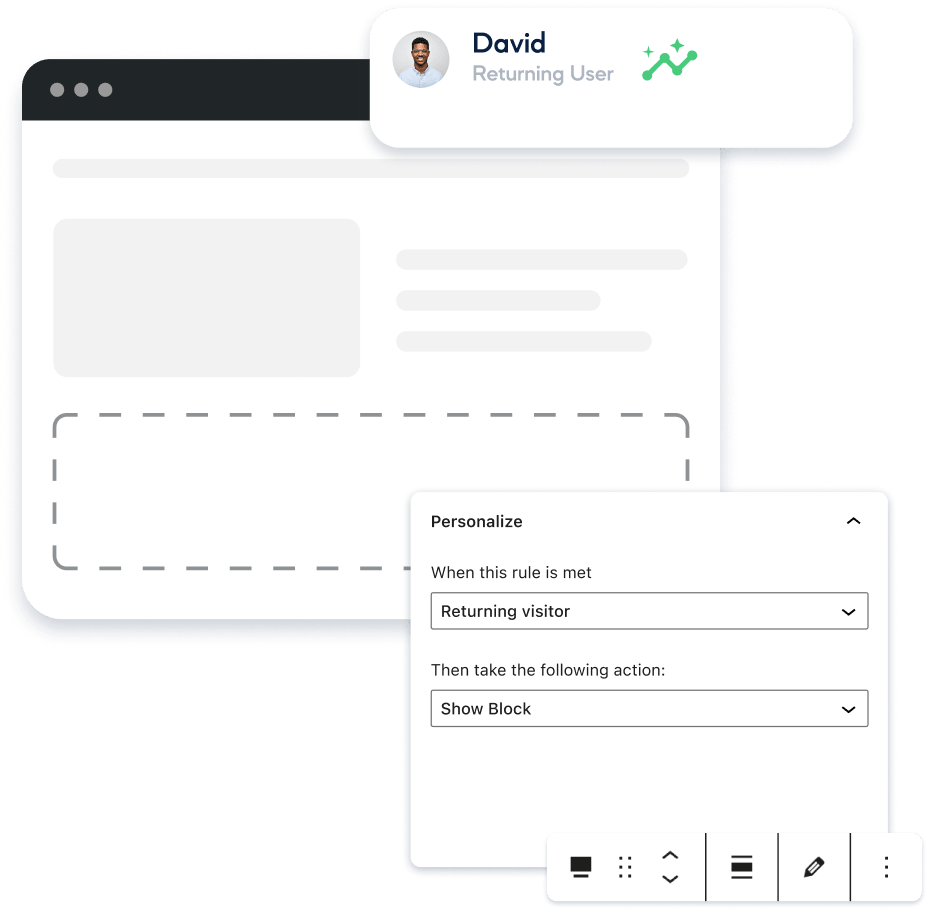 David
Returning User
Personalize
When this rule is met
Returning visitor
Then take the following action:
Show Block